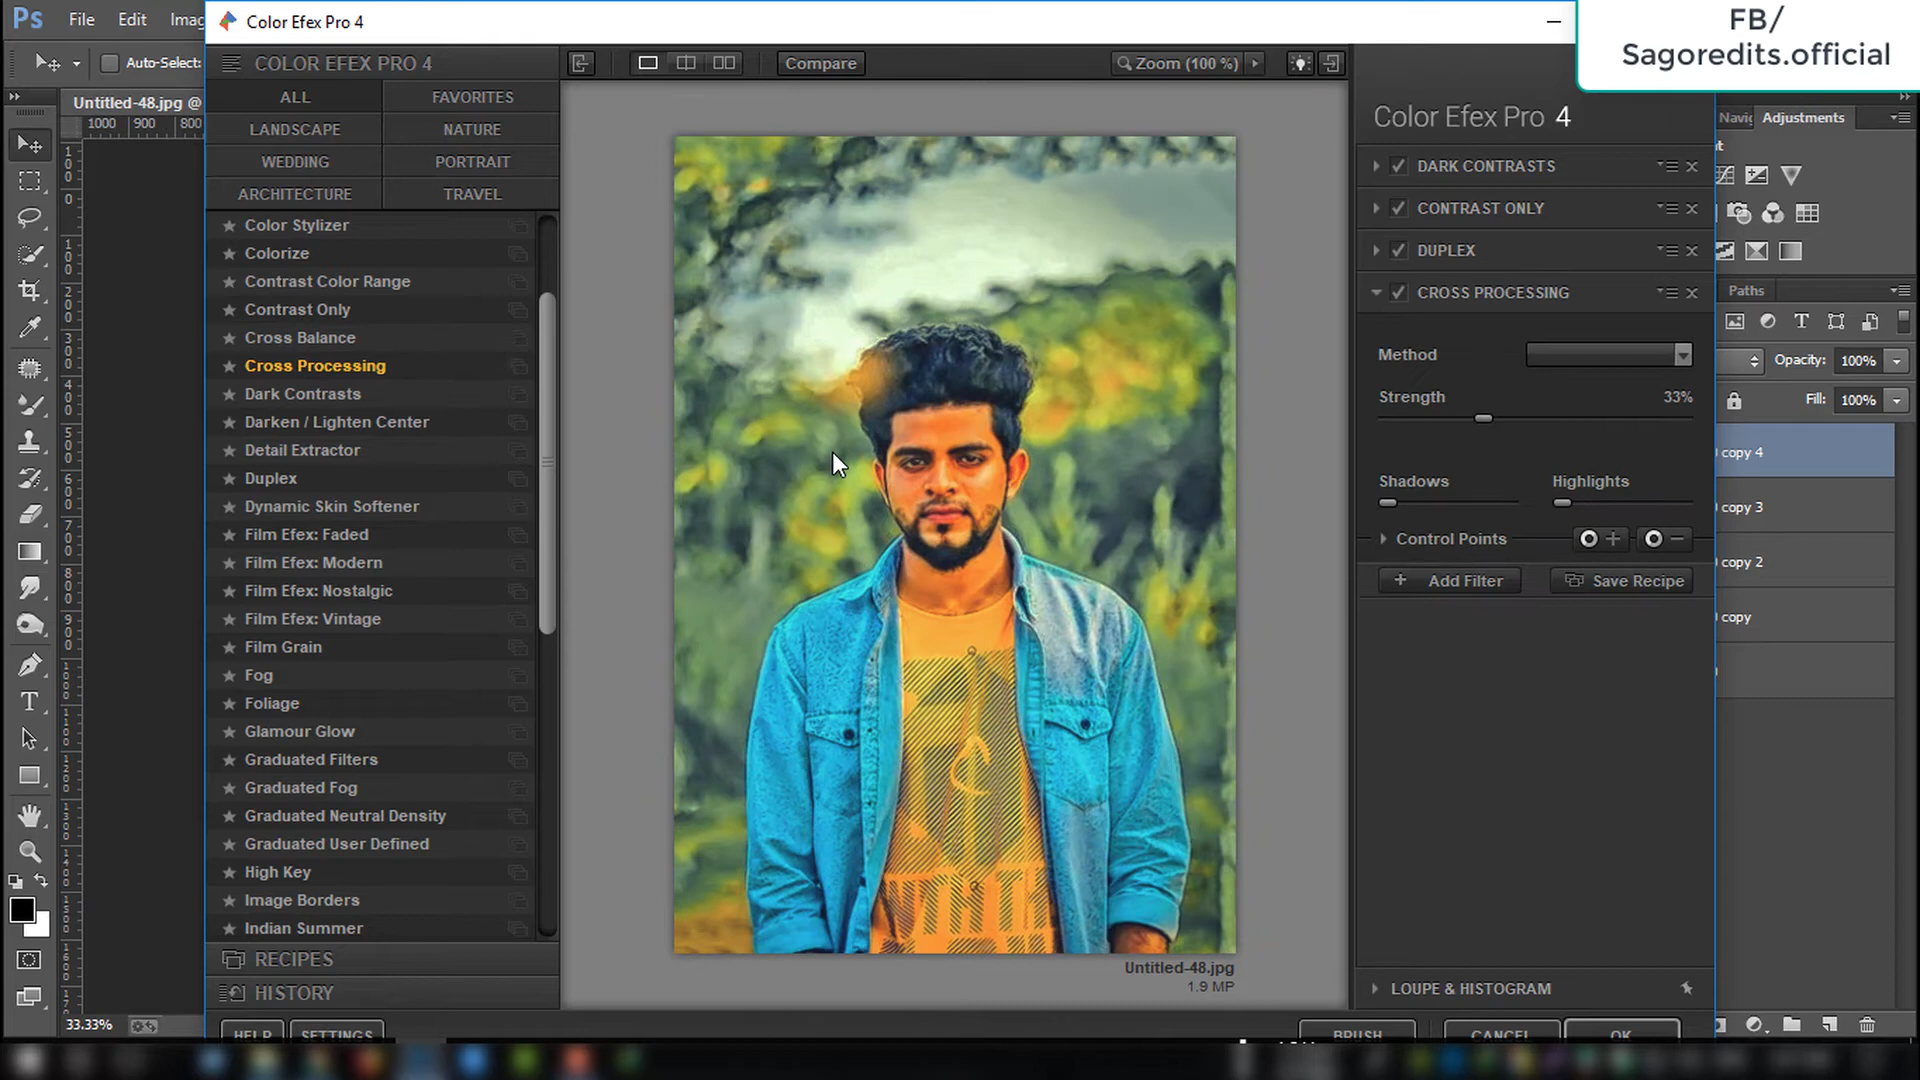 Ps File Edit Imag
Color Efex Pro 4
FB/
Sagoredits.official
Auto-Select:
COLOR EFEX PRO 4
Compare
Zoom (100 %)
Untitled-48.jpg @
1000 900 800
ALL FAVORITES
LANDSCAPE NATURE
WEDDING PORTRAIT
ARCHITECTURE TRAVEL
Color Stylizer
Colorize
Contrast Color Range
Contrast Only
Cross Balance
Cross Processing
Dark Contrasts
Darken / Lighten Center
Detail Extractor
Duplex
Dynamic Skin Softener
Film Efex: Faded
Film Efex: Modern
Film Efex: Nostalgic
Film Efex: Vintage
Film Grain
Fog
Foliage
Glamour Glow
Graduated Filters
Graduated Fog
Graduated Neutral Density
Graduated User Defined
High Key
Image Borders
Indian Summer
RECIPES
HISTORY
HELP SETTINGS
33.33%
Untitled-48.jpg
1.9 MP
Color Efex Pro 4
DARK CONTRASTS
CONTRAST ONLY
DUPLEX
CROSS PROCESSING
Method
Strength 33%
Shadows Highlights
Control Points
Add Filter Save Recipe
LOUPE & HISTOGRAM
BRUSH CANCEL OK
Navig Adjustments
Paths
Opacity: 100%
Fill: 100%
copy 4
copy 3
copy 2
copy